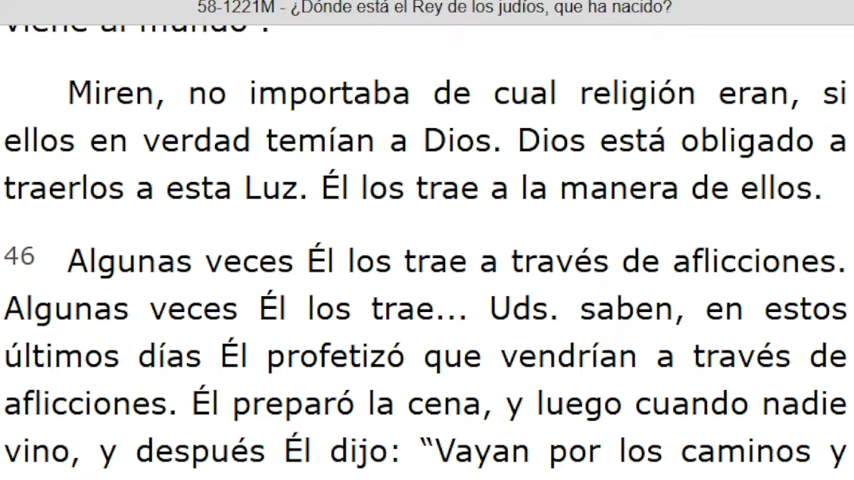 58-1221M - ¿Dónde está el Rey de los judíos, que ha nacido?
viene al mundo”.
Miren, no importaba de cual religión eran, si
ellos en verdad temían a Dios. Dios está obligado a
traerlos a esta Luz. Él los trae a la manera de ellos.
46 Algunas veces Él los trae a través de aflicciones.
Algunas veces Él los trae... Uds. saben, en estos
últimos días Él profetizó que vendrían a través de
aflicciones. Él preparó la cena, y luego cuando nadie
vino, y después Él dijo: “Vayan por los caminos y